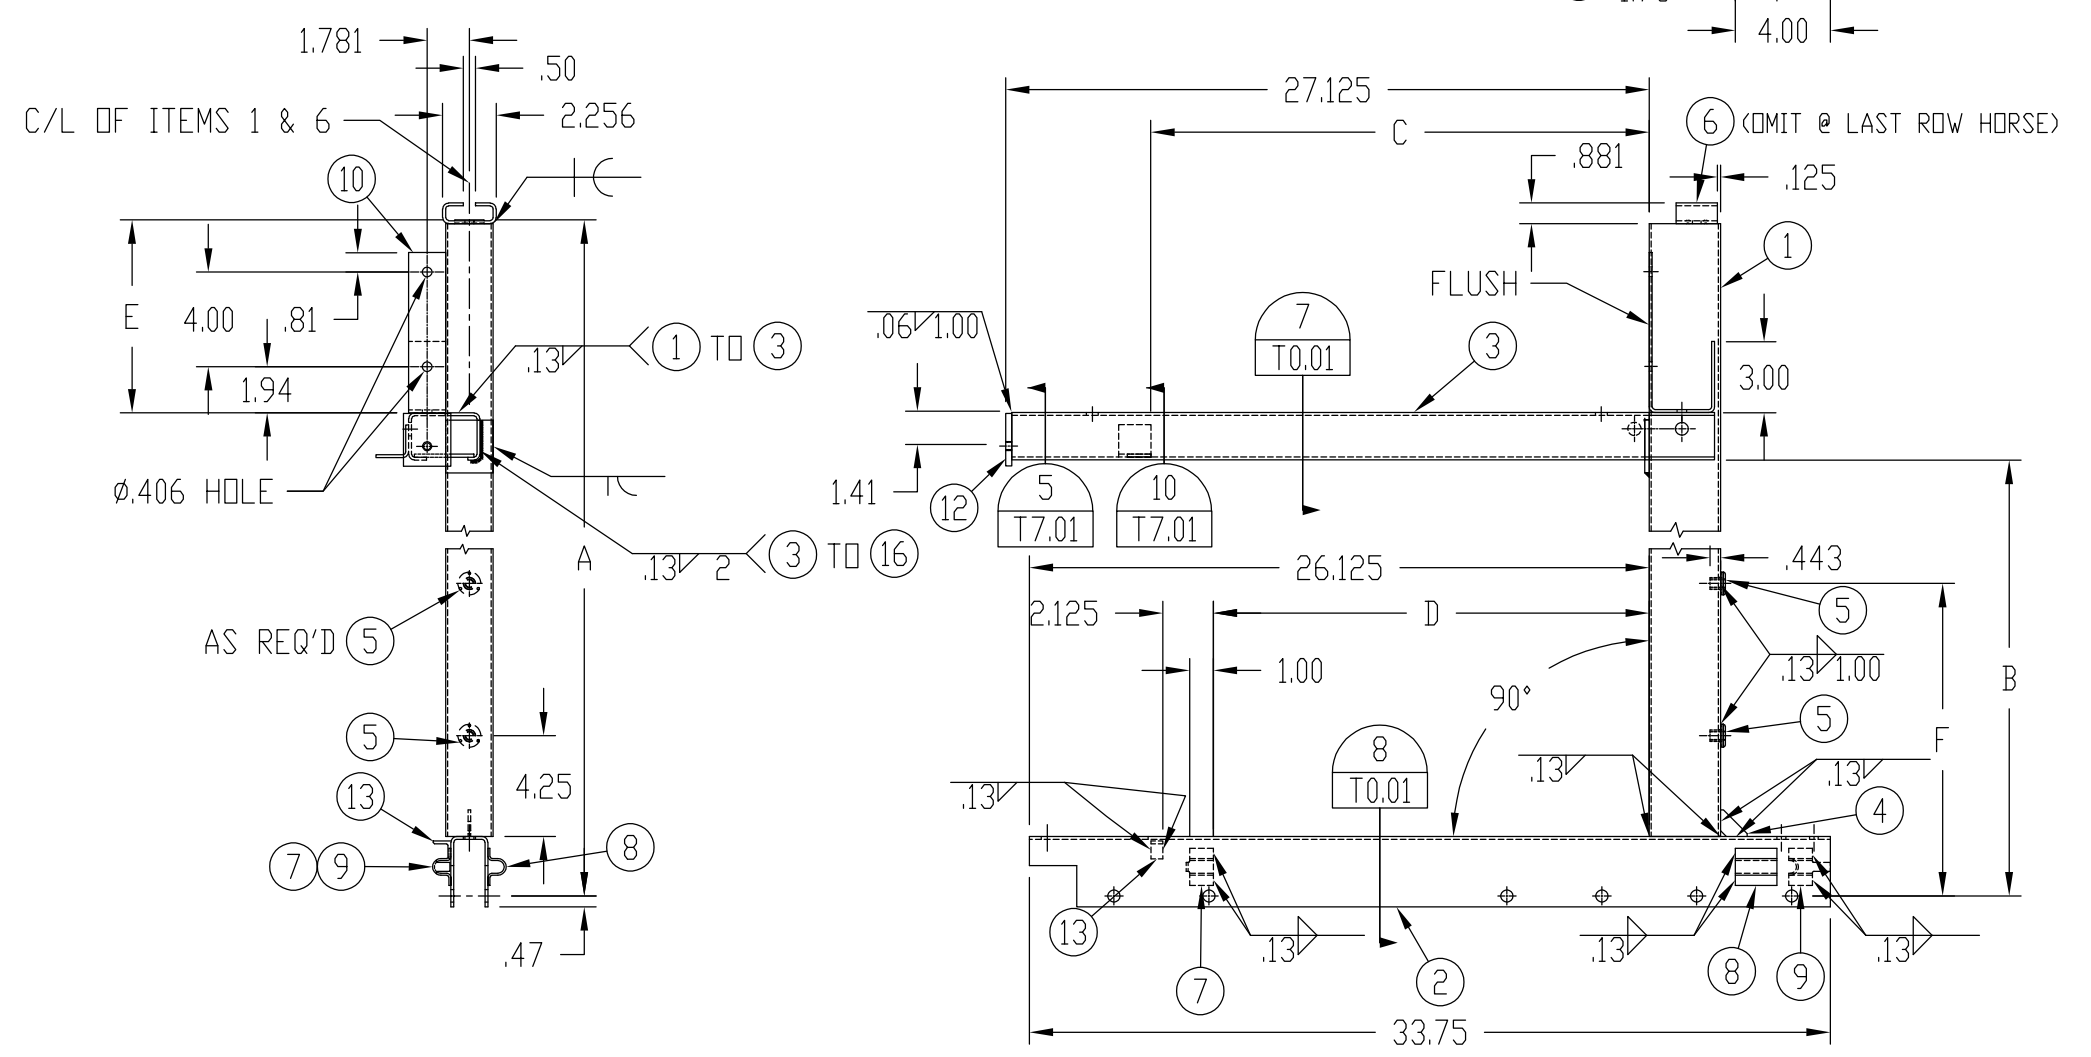 4.00
1.781
.50
C/L OF ITEMS 1 & 6
2.256
10
E
4.00
.81
.13
1 TO 3
1.94
Ø.406 HOLE
A
.13 2
3 TO 16
AS REQ'D 5
5
4.25
13
7 9
8
.47
27.125
C
6 (OMIT @ LAST ROW HORSE)
.881
.125
1
FLUSH
7
T0.01
.06 1.00
3
3.00
1.41
12
5
T7.01
10
T7.01
26.125
.443
2.125
D
5
1.00
.13 1.00
B
90°
5
F
8
T0.01
.13
.13
.13
4
13
.13
.13
.13
7
2
8
9
33.75